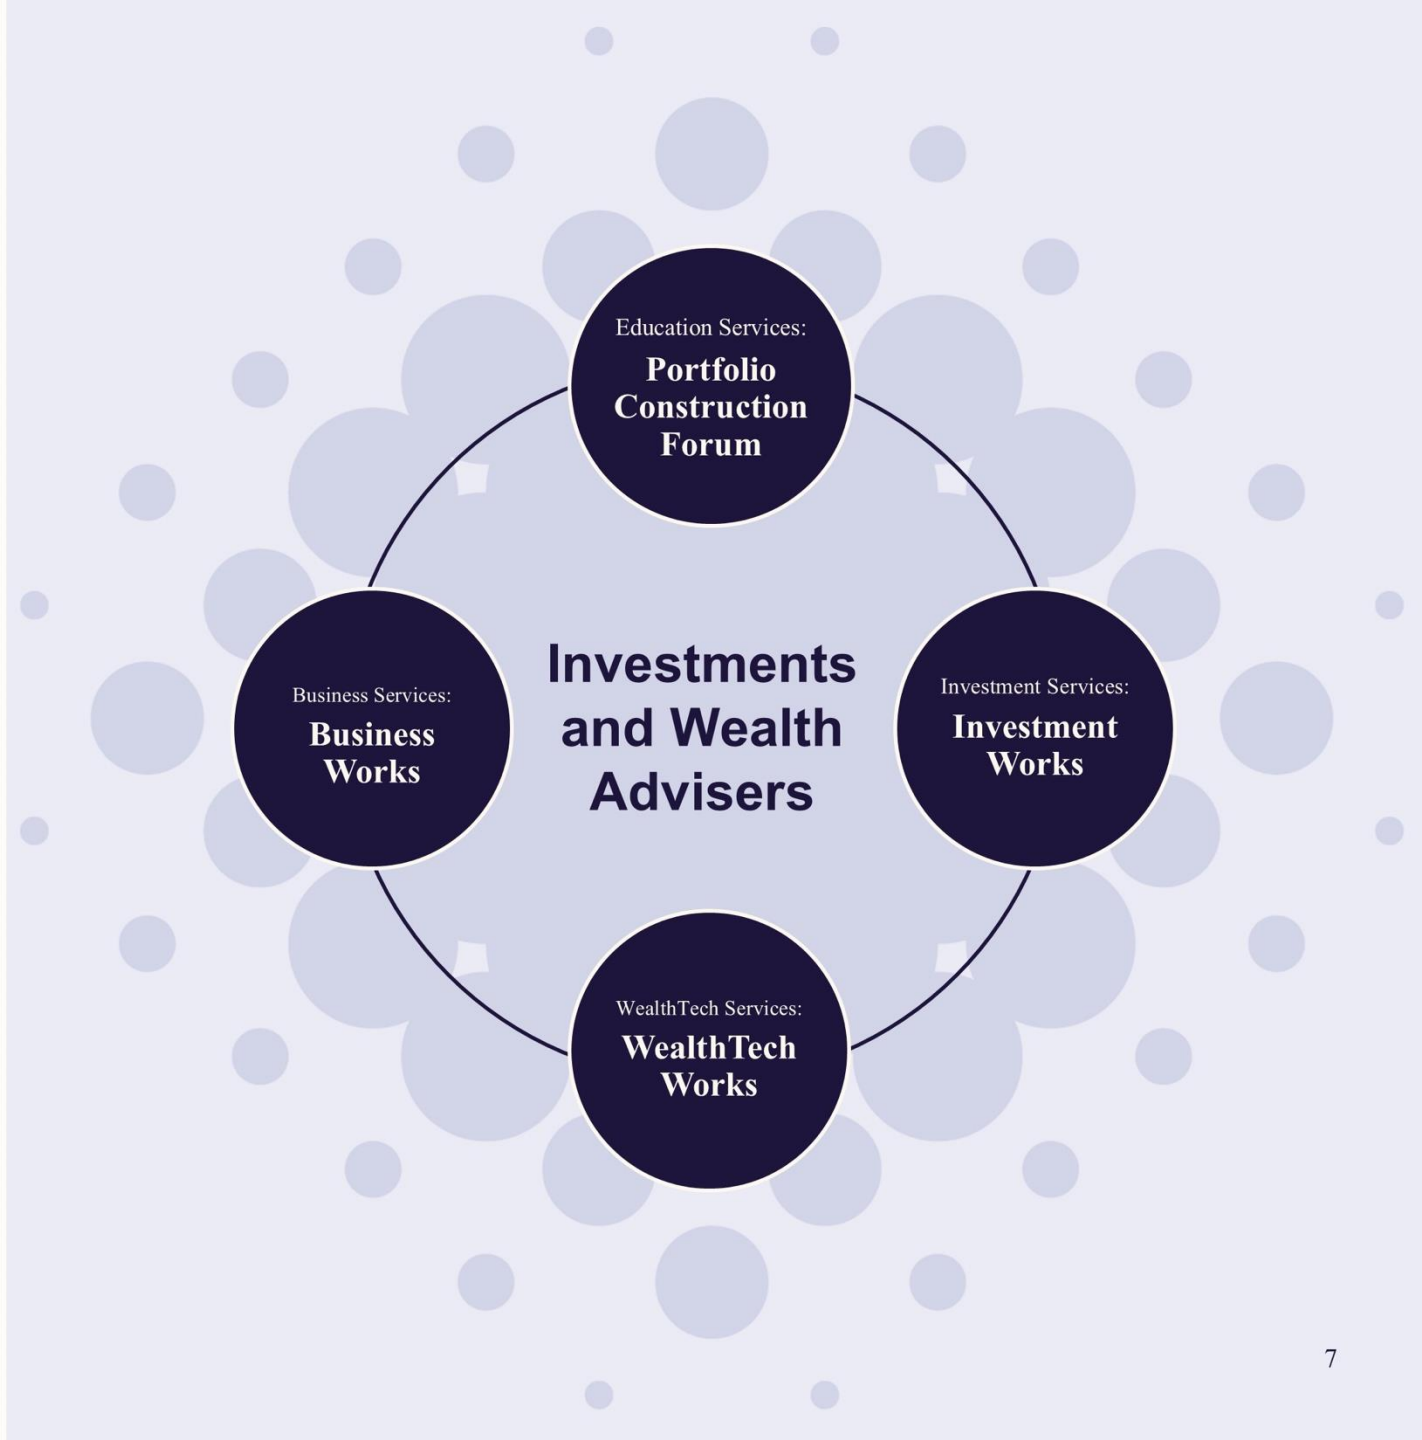 Education Services:
Portfolio
Construction
Forum
Business Services:
Business
Works
Investments
and Wealth
Advisers
Investment Services:
Investment
Works
WealthTech Services:
WealthTech
Works
7